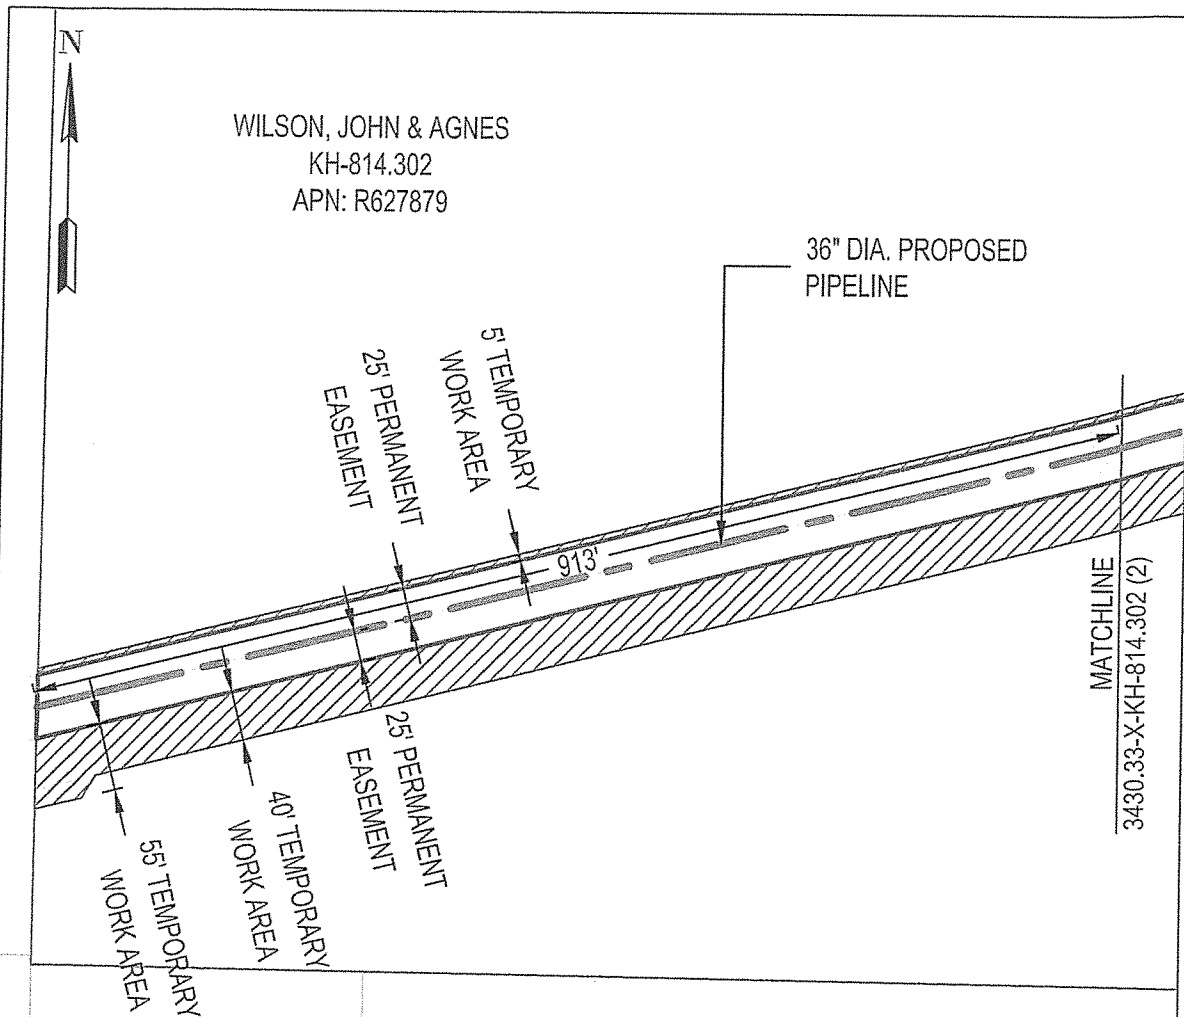 N
WILSON, JOHN & AGNES
KH-814.302
APN: R627879
36" DIA. PROPOSED
PIPELINE
5' TEMPORARY
WORK AREA
25' PERMANENT
EASEMENT
913'
MATCHLINE
3430.33-X-KH-814.302 (2)
25' PERMANENT
EASEMENT
40' TEMPORARY
WORK AREA
55' TEMPORARY
WORK AREA